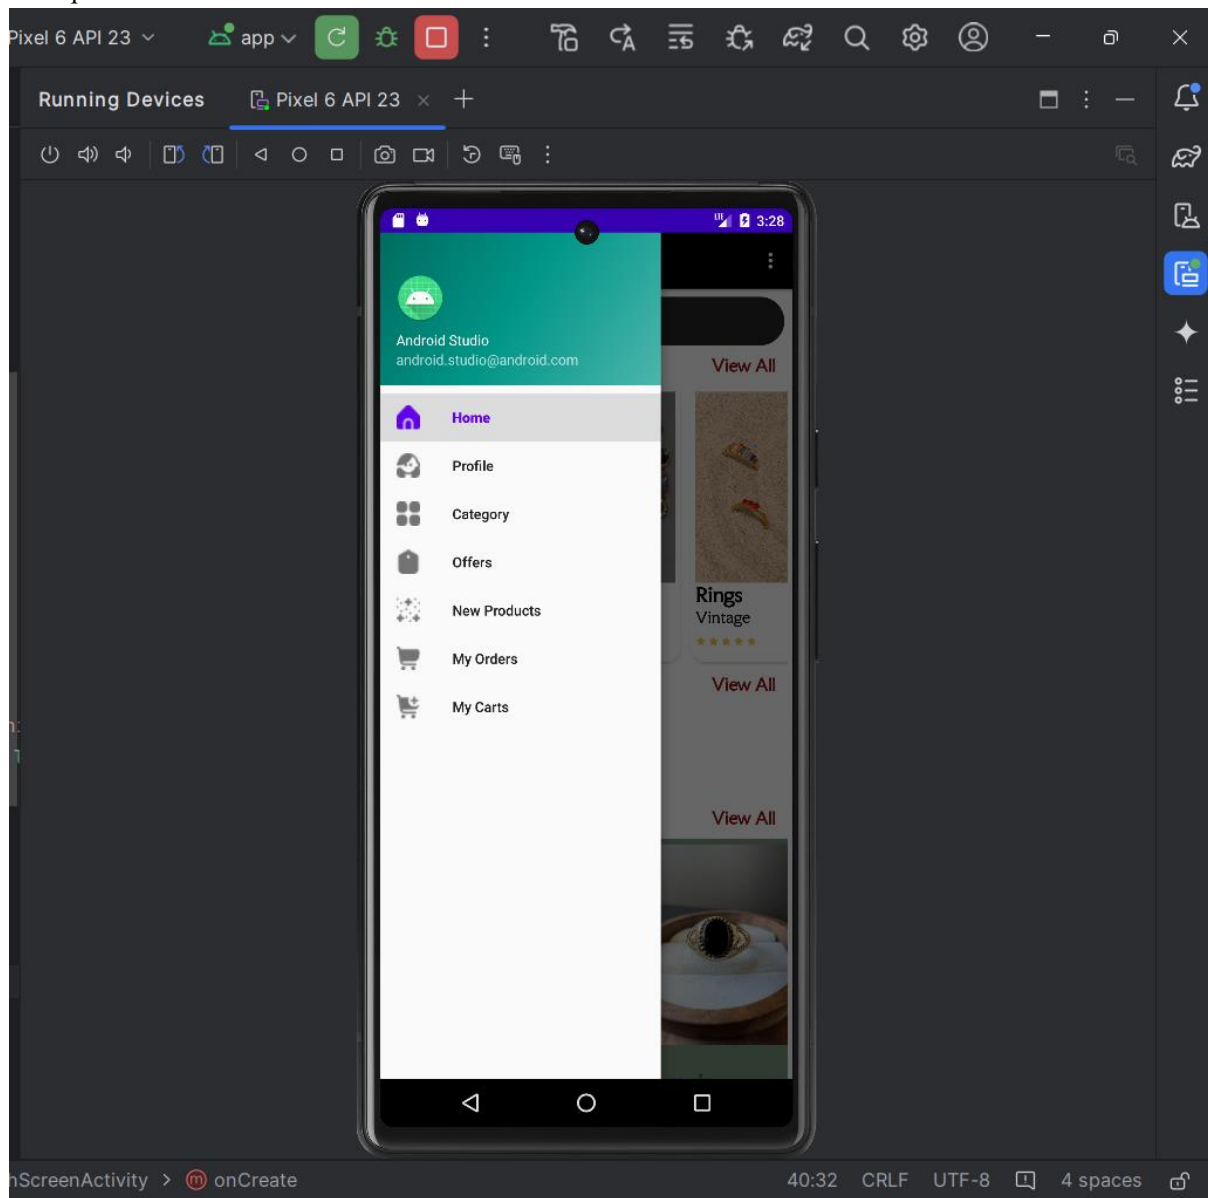 Pixel 6 API 23
app
Running Devices
Pixel 6 API 23
LTE
3:28
Android Studio
android.studio@android.com
View All
Home
Profile
Category
Offers
New Products
My Orders
My Carts
Rings
Vintage
View All
View All
hScreenActivity > m onCreate
40:32 CRLF UTF-8 4 spaces